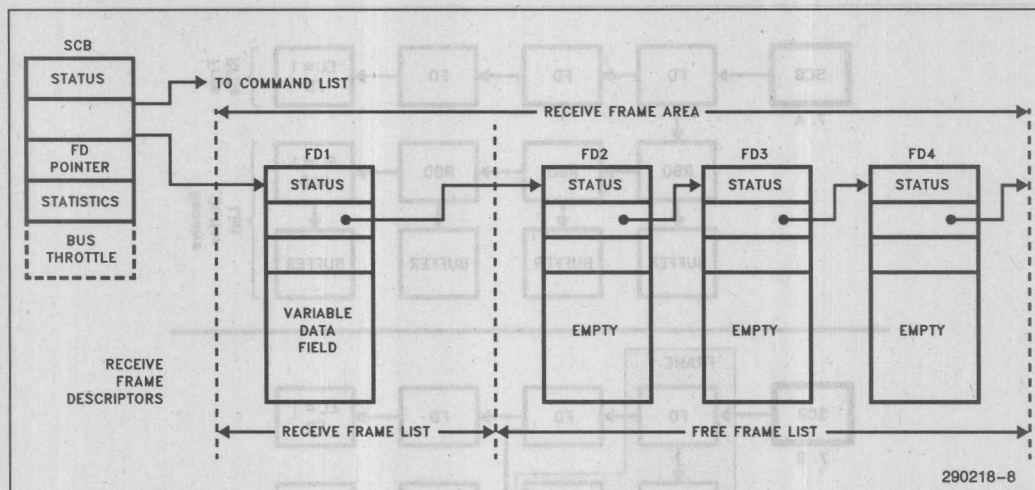 SCB
STATUS
TO COMMAND LIST
RECEIVE FRAME AREA
FD
POINTER
STATISTICS
BUS
THROTTLE
FD1
STATUS
VARIABLE
DATA
FIELD
FD2
STATUS
EMPTY
FD3
STATUS
EMPTY
FD4
STATUS
EMPTY
RECEIVE
FRAME
DESCRIPTORS
RECEIVE FRAME LIST
FREE FRAME LIST
290218-8